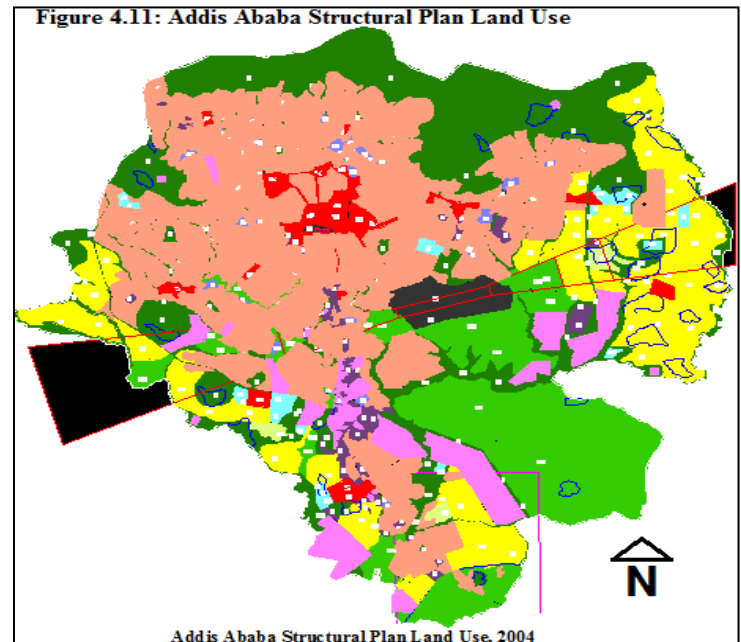 Figure 4.11: Addis Ababa Structural Plan Land Use
N
Addis Ababa Structural Plan Land Use, 2004